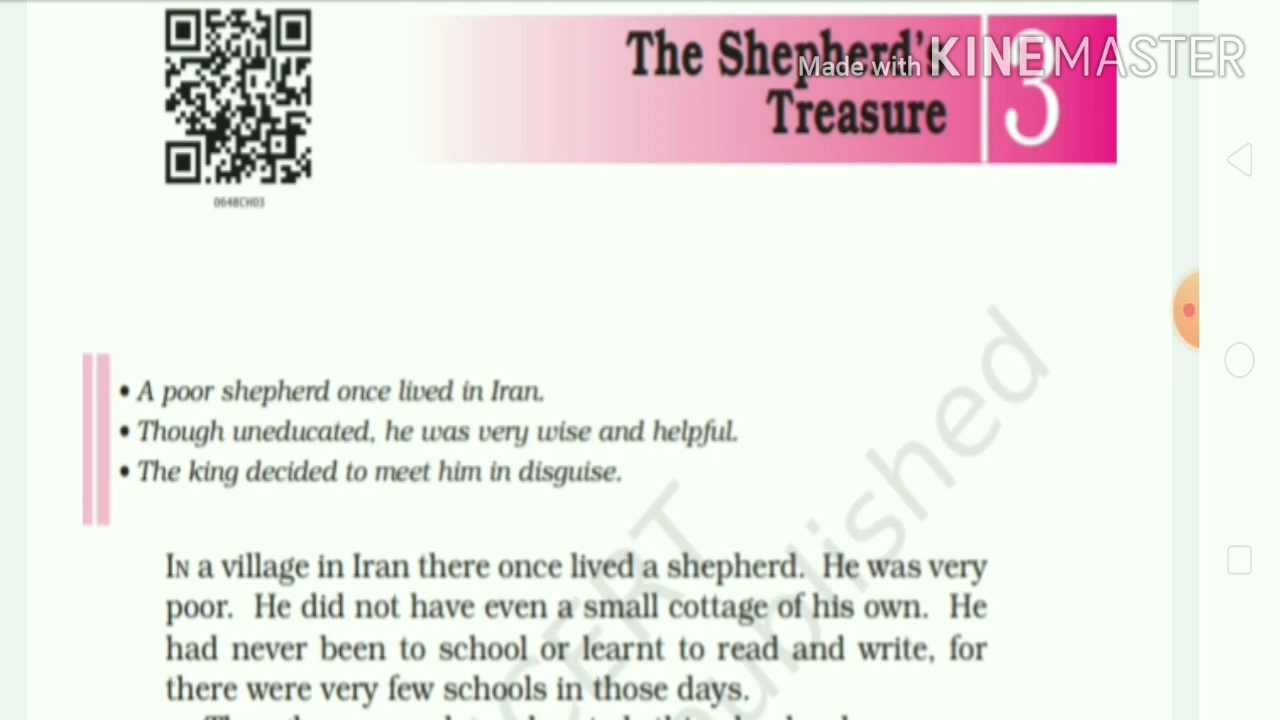 The Shepherd's
Treasure
3
Made with KINEMASTER
0648CH03
• A poor shepherd once lived in Iran.
• Though uneducated, he was very wise and helpful.
• The king decided to meet him in disguise.
IN a village in Iran there once lived a shepherd. He was very
poor. He did not have even a small cottage of his own. He
had never been to school or learnt to read and write, for
there were very few schools in those days.